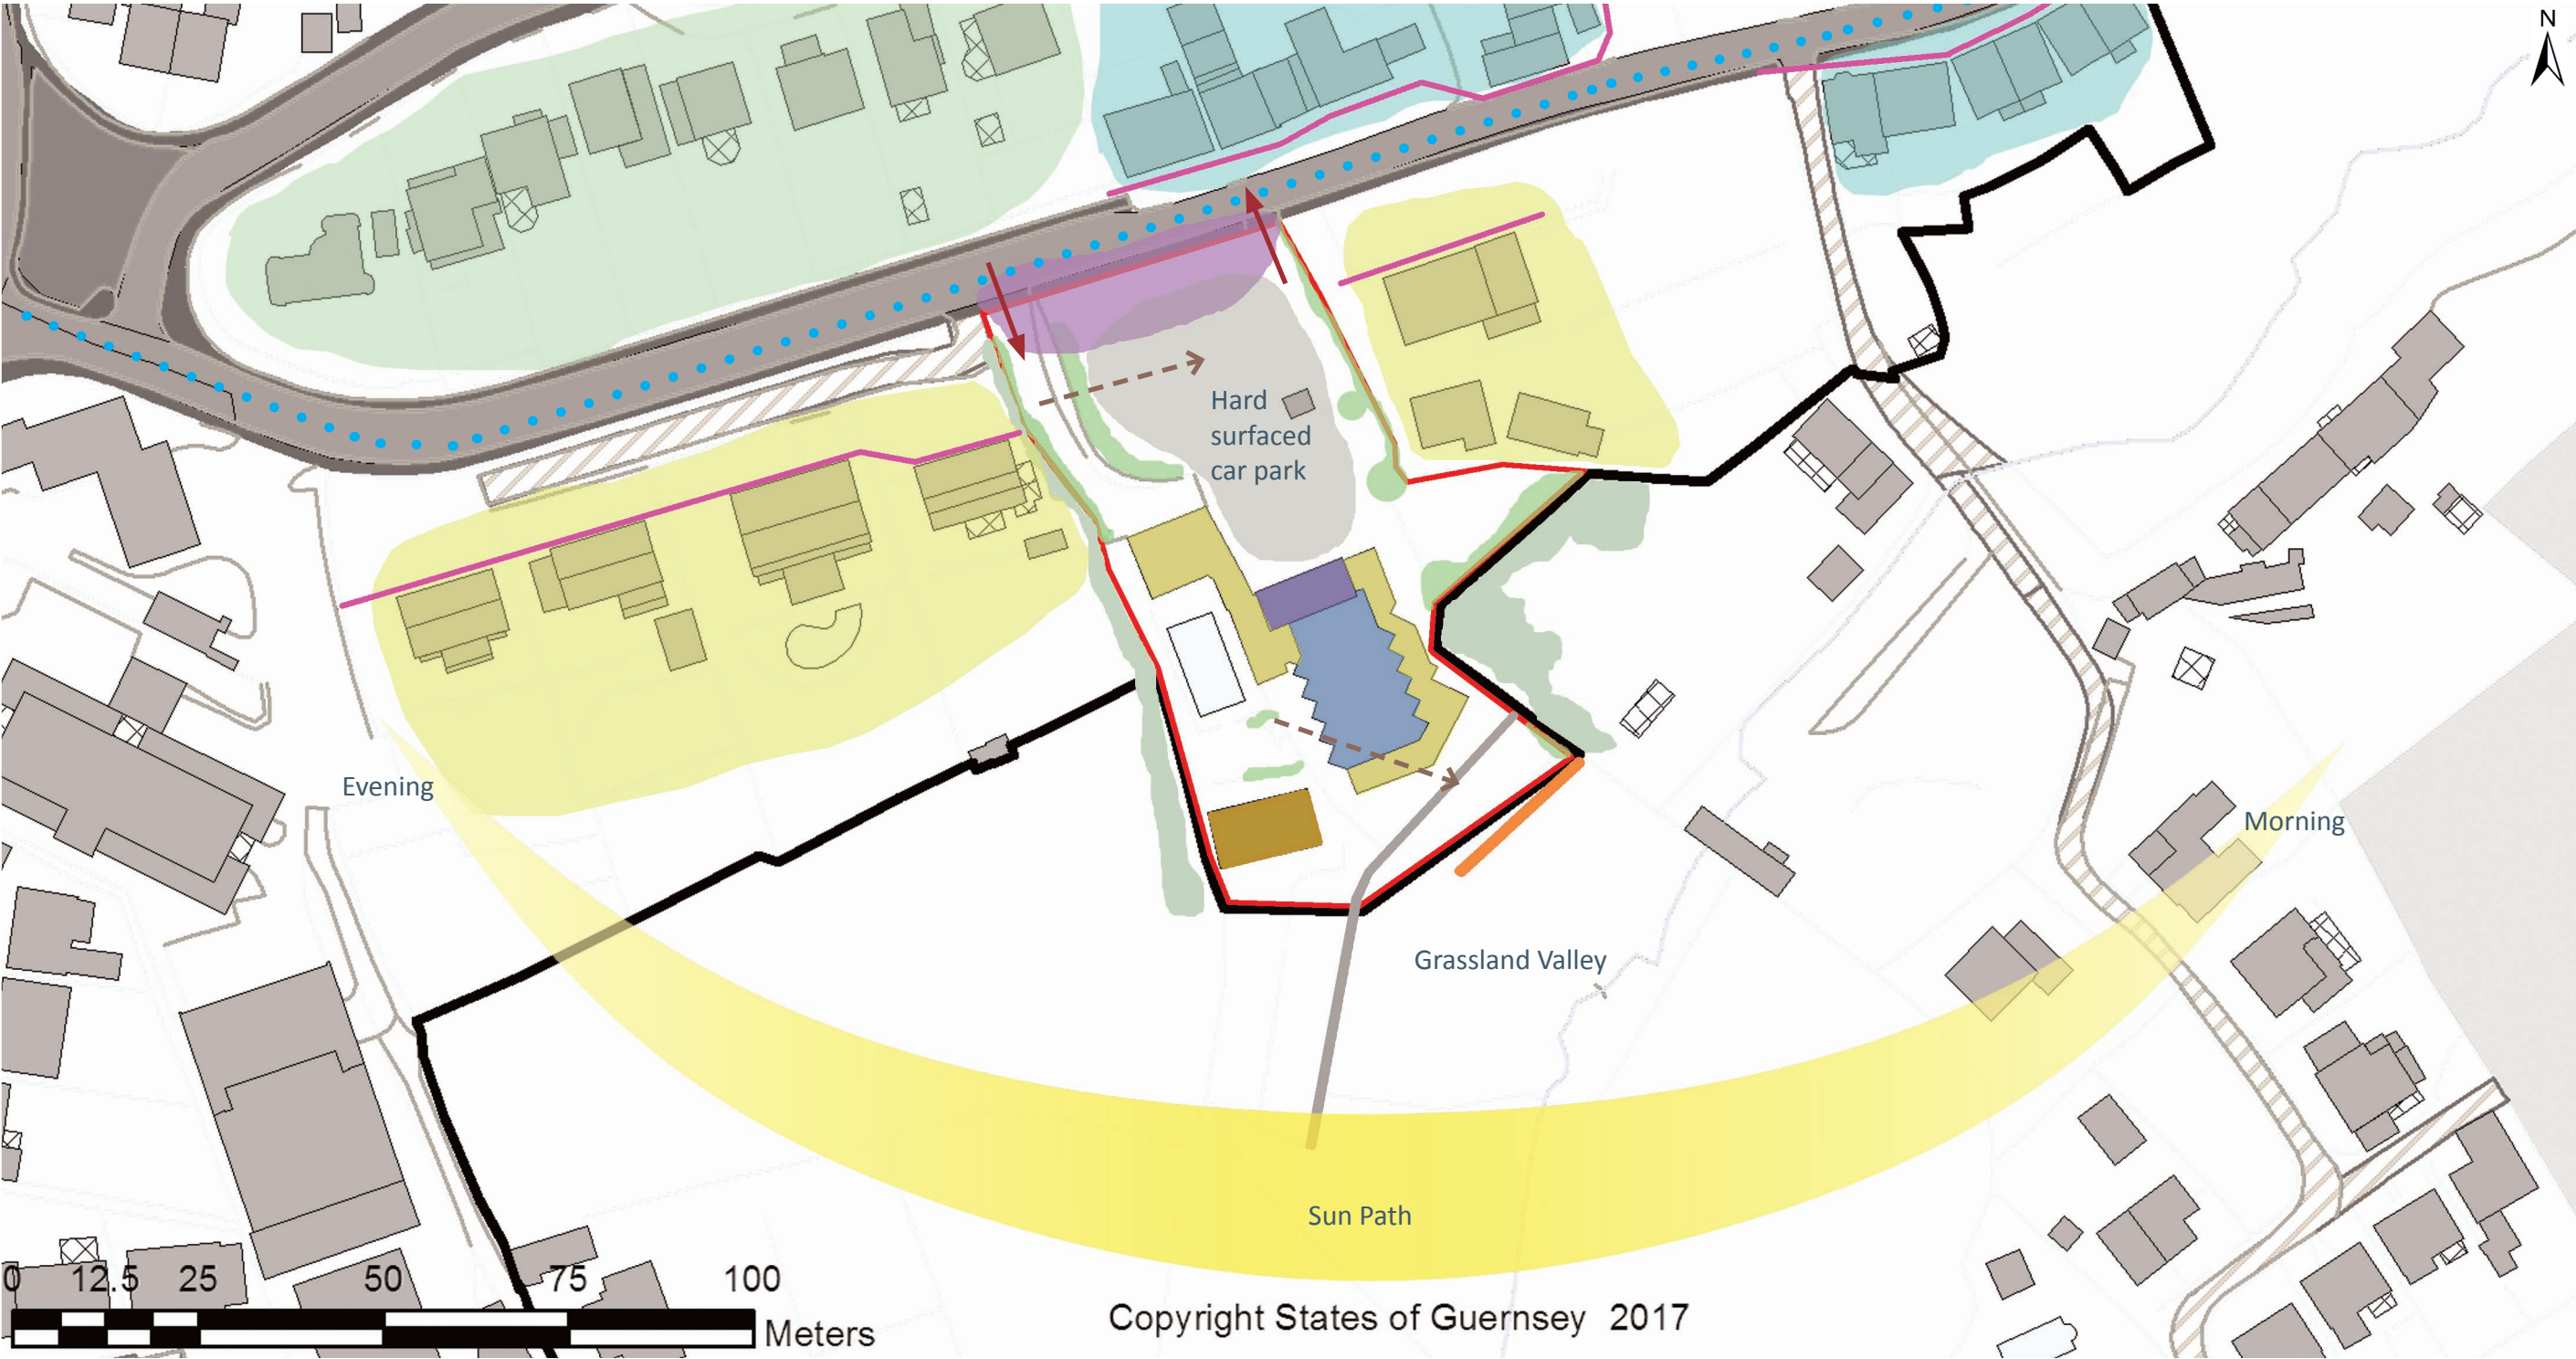 N
Hard
surfaced
car park
Evening
Morning
Grassland Valley
Sun Path
0 12.5 25 50 75 100
Meters
Copyright States of Guernsey 2017